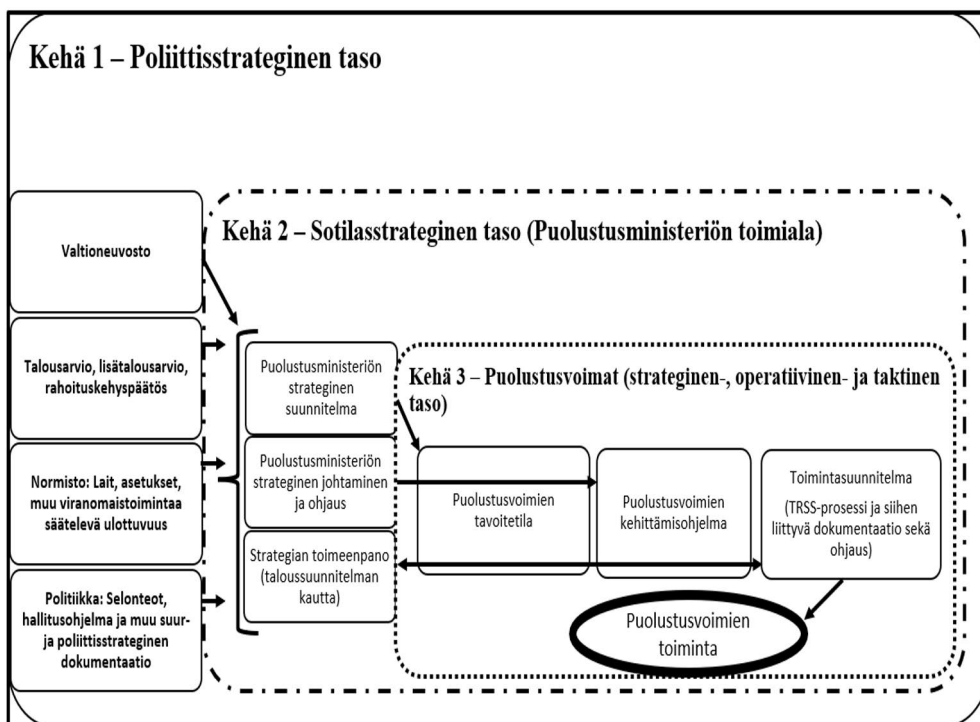 Kehä 1 – Poliittisstrateginen taso
Valtioneuvosto
Talousarvio, lisätalousarvio,
rahoituskehyspäätös
Normisto: Lait, asetukset,
muu viranomaistoimintaa
säätelevä ulottuvuus
Politiikka: Selonteot,
hallitusohjelma ja muu suur-
ja poliittisstrateginen
dokumentaatio
Kehä 2 – Sotilasstrateginen taso (Puolustusministeriön toimiala)
Puolustusministeriön
strateginen
suunnitelma
Puolustusministeriön
strateginen johtaminen
ja ohjaus
Strategian toimeenpano
(taloussuunnitelman
kautta)
Kehä 3 – Puolustusvoimat (strateginen-, operatiivinen- ja taktinen
taso)
Puolustusvoimien
tavoitetila
Puolustusvoimien
kehittämisohjelma
Toimintasuunnitelma
(TRSS-prosessi ja siihen
liittyvä dokumentaatio sekä
ohjaus)
Puolustusvoimien
toiminta